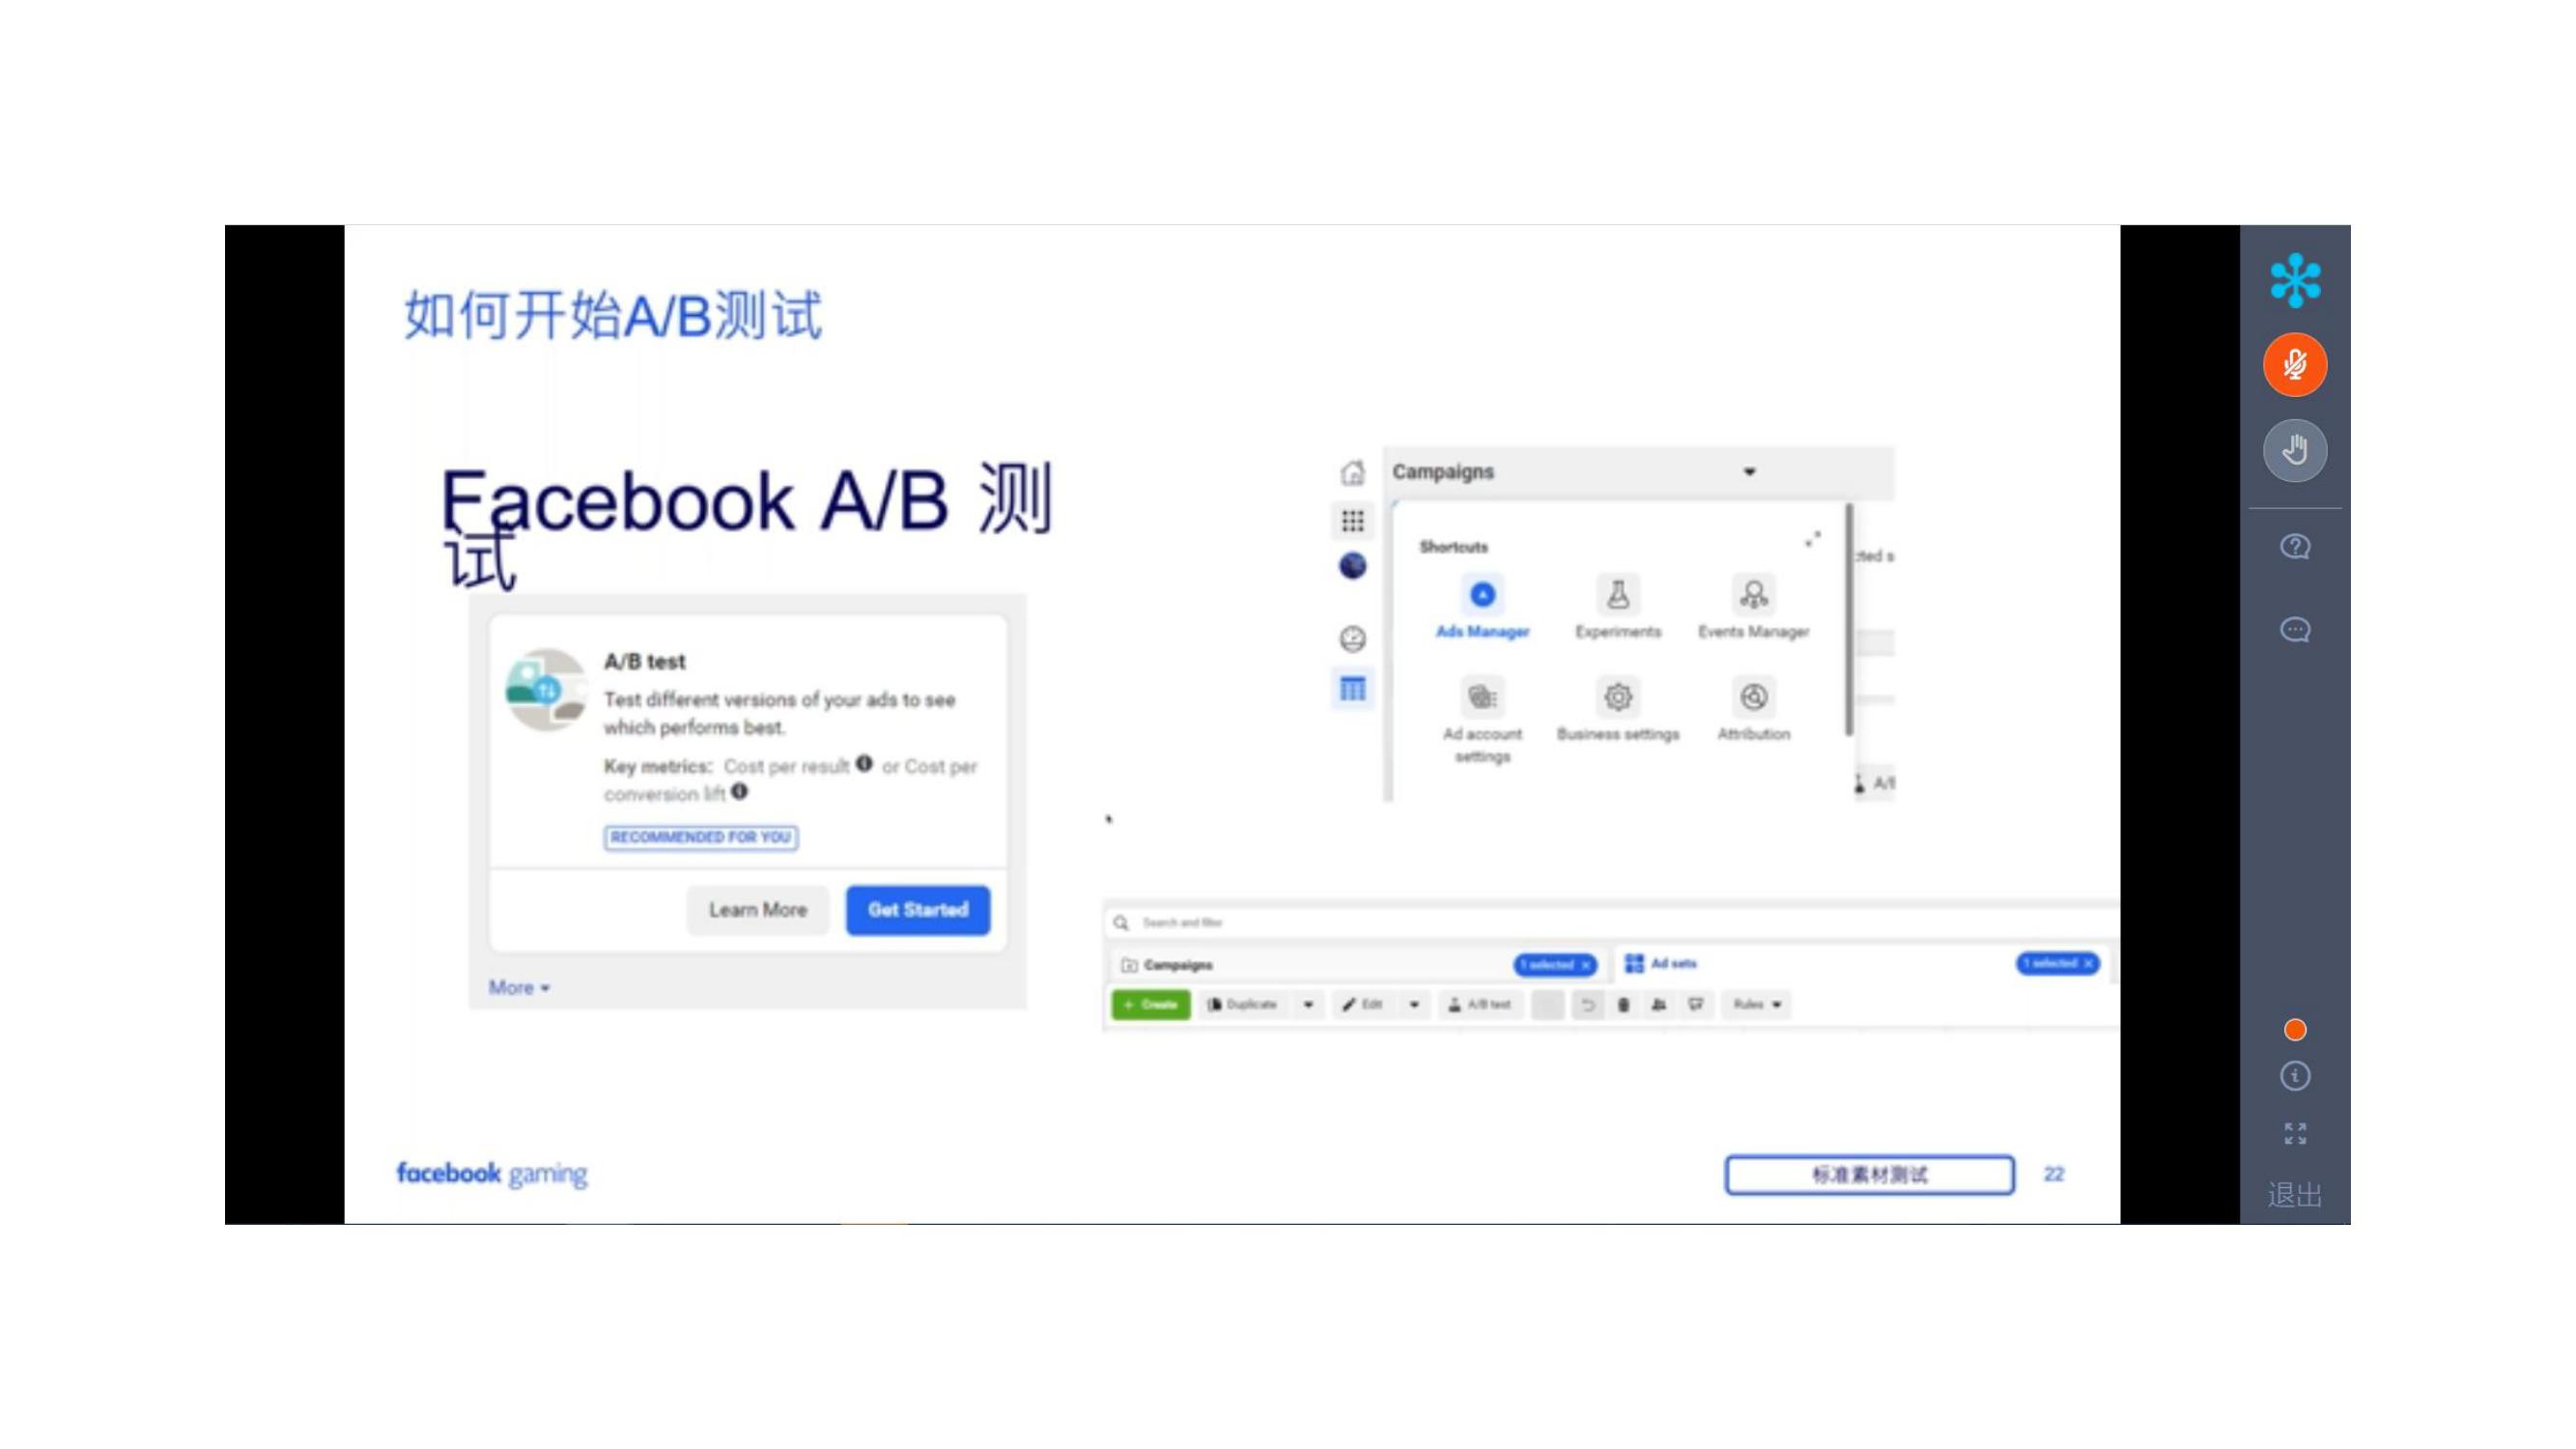 如何开始A/B测试
Facebook A/B 测
试
A/B test
Test different versions of your ads to see
which performs best.
Key metrics: Cost per result or Cost per
conversion lift
RECOMMENDED FOR YOU
Learn More
Get Started
More
Campaigns
Shortcuts
Ads Manager
Experiments
Events Manager
Ad account
settings
Business settings
Attribution
cted s
A/B
Search and filter
Campaigns
1 selected ×
Ad sets
1 selected ×
+ Create
Duplicate
Edit
A/B test
Rules
facebook gaming
标准素材测试
22
退出